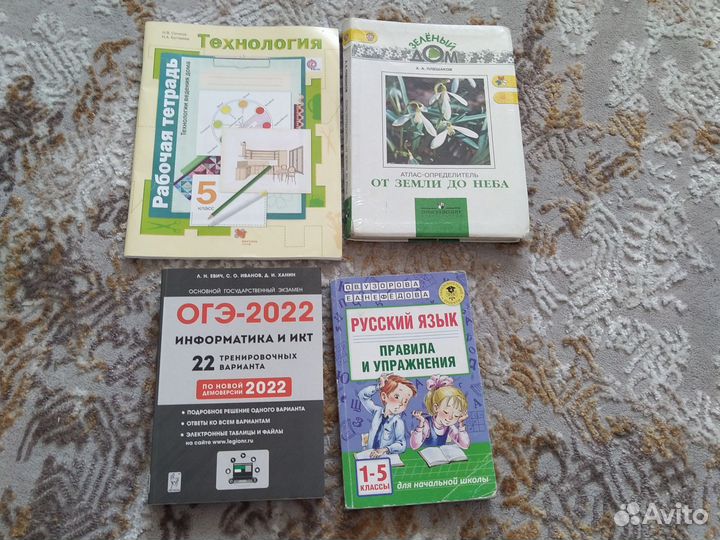 Н.В. Синица
Технология
Рабочая тетрадь
Технологии ведения дома
5
класс
ЗЕЛЁНЫЙ
ДОМ
А. А. ПЛЕШАКОВ
АТЛАС-ОПРЕДЕЛИТЕЛЬ
ОТ ЗЕМЛИ ДО НЕБА
ПРОСВЕЩЕНИЕ
Л. Н. ЕВИЧ, С. О. ИВАНОВ, Д. И. ХАНИН
ОСНОВНОЙ ГОСУДАРСТВЕННЫЙ ЭКЗАМЕН
ОГЭ-2022
ИНФОРМАТИКА И ИКТ
22 ТРЕНИРОВОЧНЫХ
ВАРИАНТА
ПО НОВОЙ
ДЕМОВЕРСИИ 2022
• ПОДРОБНОЕ РЕШЕНИЕ ОДНОГО ВАРИАНТА
• ОТВЕТЫ КО ВСЕМ ВАРИАНТАМ
• ЭЛЕКТРОННЫЕ ТАБЛИЦЫ И ФАЙЛЫ
на сайте www.legionr.ru
О.В. УЗОРОВА
Е.А. НЕФЁДОВА
РУССКИЙ ЯЗЫК
ПРАВИЛА
И УПРАЖНЕНИЯ
1-5
КЛАССЫ
для начальной школы
Avito